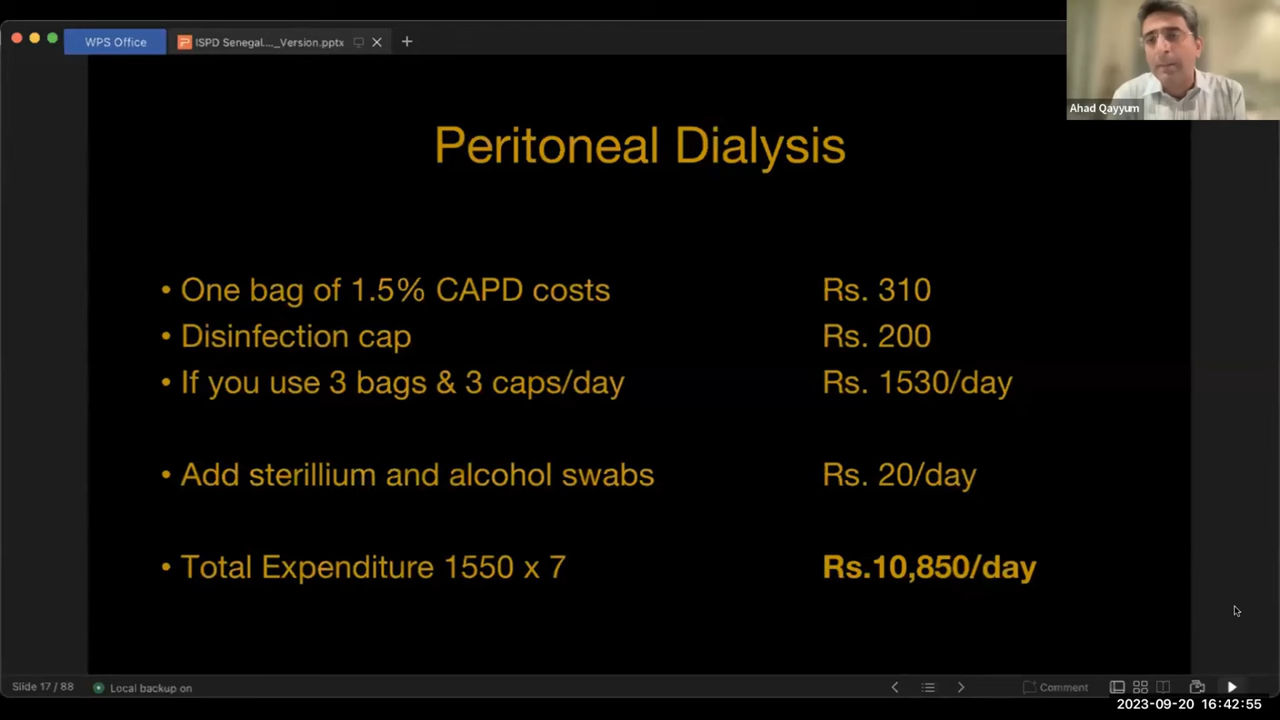 WPS Office
ISPD Senegal...._Version.pptx
Ahad Qayyum
Peritoneal Dialysis
• One bag of 1.5% CAPD costs Rs. 310
• Disinfection cap Rs. 200
• If you use 3 bags & 3 caps/day Rs. 1530/day
• Add sterillium and alcohol swabs Rs. 20/day
• Total Expenditure 1550 x 7 Rs.10,850/day
Slide 17 / 88 Local backup on Comment
2023-09-20 16:42:55